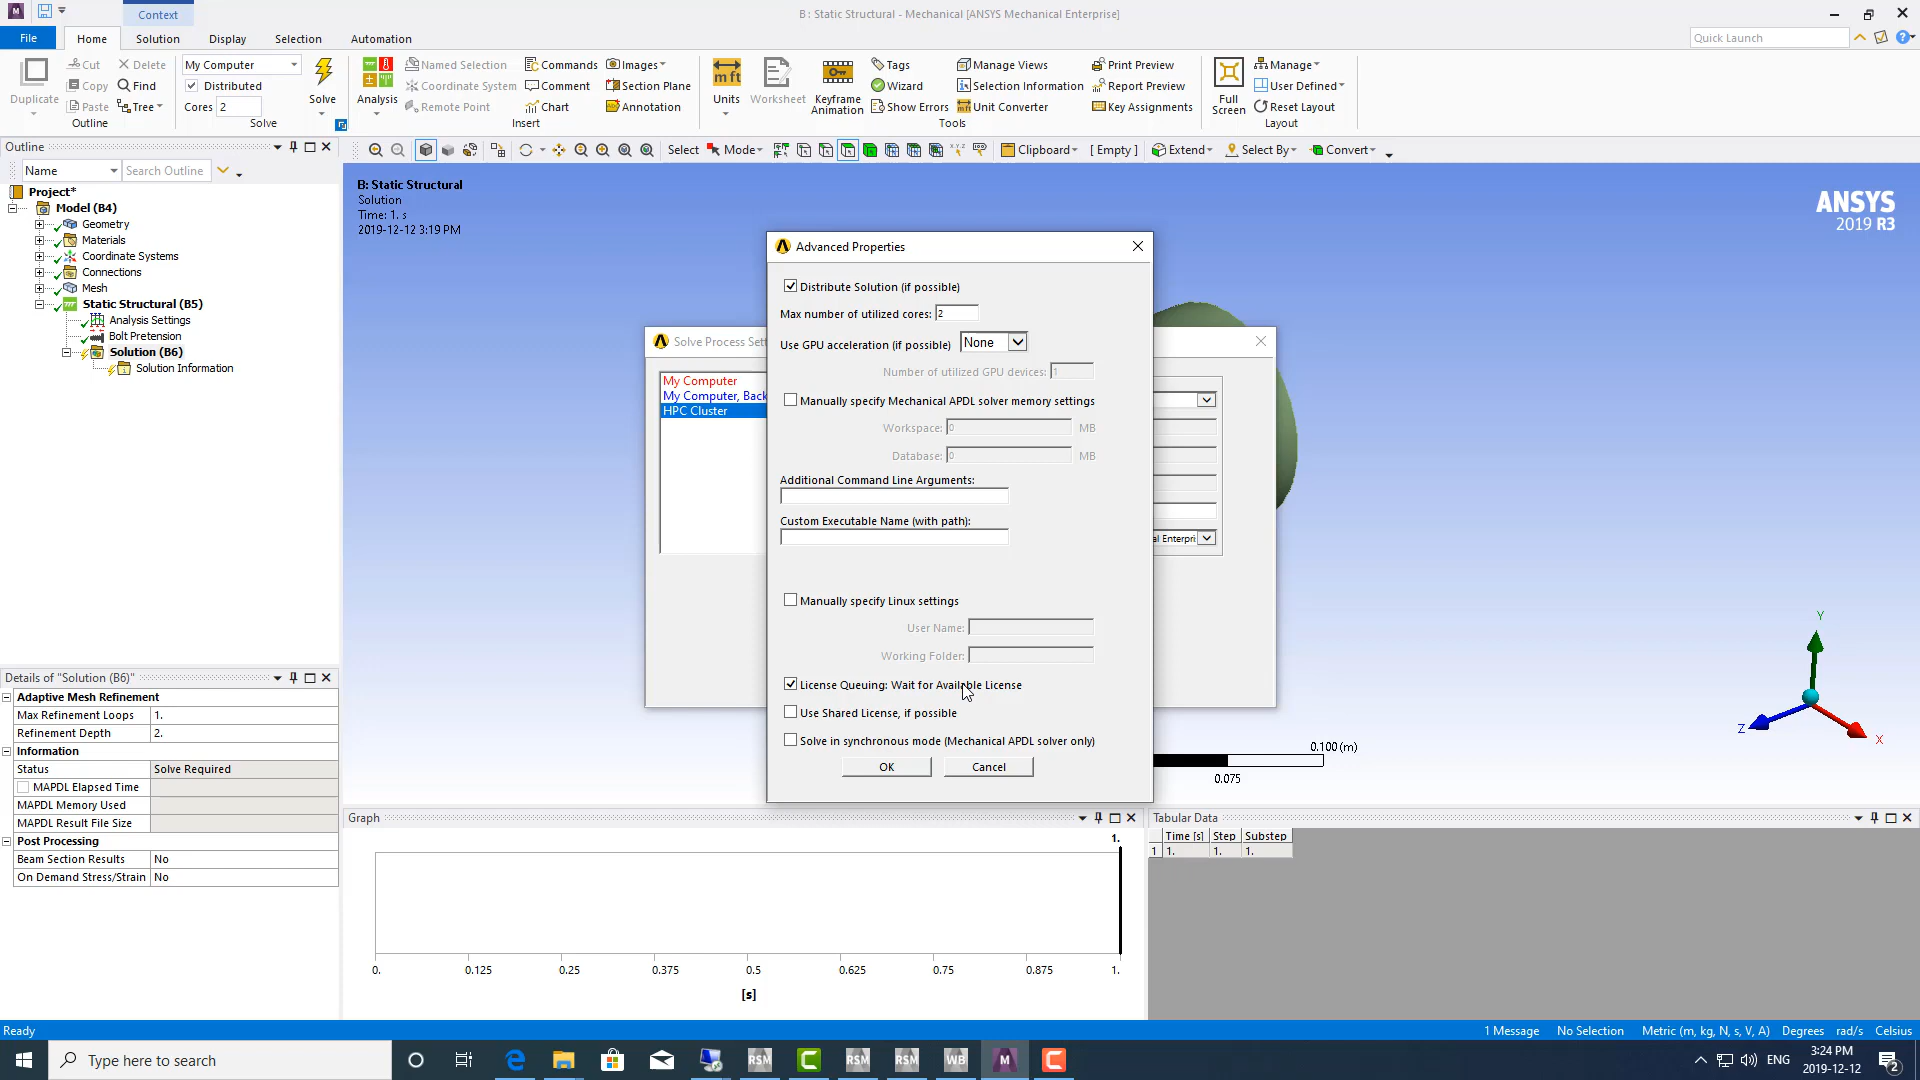 Context
B : Static Structural - Mechanical [ANSYS Mechanical Enterprise]
File Home Solution Display Selection Automation
Quick Launch
Duplicate
Cut
Copy
Paste
Delete
Find
Tree
Outline
My Computer
Distributed
Cores 2
Solve
Solve
Analysis
Named Selection
Coordinate System
Remote Point
Commands
Comment
Chart
Images
Section Plane
Annotation
Insert
Units
Worksheet
Keyframe
Animation
Tags
Wizard
Show Errors
Manage Views
Selection Information
Unit Converter
Print Preview
Report Preview
Key Assignments
Tools
Full
Screen
Manage
User Defined
Reset Layout
Layout
Outline
Select Mode Clipboard [ Empty ] Extend Select By Convert
Name Search Outline
Project*
Model (B4)
Geometry
Materials
Coordinate Systems
Connections
Mesh
Static Structural (B5)
Analysis Settings
Bolt Pretension
Solution (B6)
Solution Information
B: Static Structural
Solution
Time: 1. s
2019-12-12 3:19 PM
ANSYS
2019 R3
Solve Process Set
My Computer
My Computer, Back
HPC Cluster
al Enterpri
Advanced Properties
Distribute Solution (if possible)
Max number of utilized cores: 2
Use GPU acceleration (if possible) None
Number of utilized GPU devices: 1
Manually specify Mechanical APDL solver memory settings
Workspace: 0 MB
Database: 0 MB
Additional Command Line Arguments:
Custom Executable Name (with path):
Manually specify Linux settings
User Name:
Working Folder:
License Queuing: Wait for Available License
Use Shared License, if possible
Solve in synchronous mode (Mechanical APDL solver only)
OK Cancel
0.100 (m)
0.075
Y
Z
X
Details of "Solution (B6)"
Adaptive Mesh Refinement
Max Refinement Loops 1.
Refinement Depth 2.
Information
Status Solve Required
MAPDL Elapsed Time
MAPDL Memory Used
MAPDL Result File Size
Post Processing
Beam Section Results No
On Demand Stress/Strain No
Graph
1.
0. 0.125 0.25 0.375 0.5 0.625 0.75 0.875 1.
[s]
Tabular Data
Time [s] Step Substep
1 1. 1. 1.
Ready
1 Message No Selection Metric (m, kg, N, s, V, A) Degrees rad/s Celsius
Type here to search
RSM RSM RSM WB M
ENG
3:24 PM
2019-12-12
2